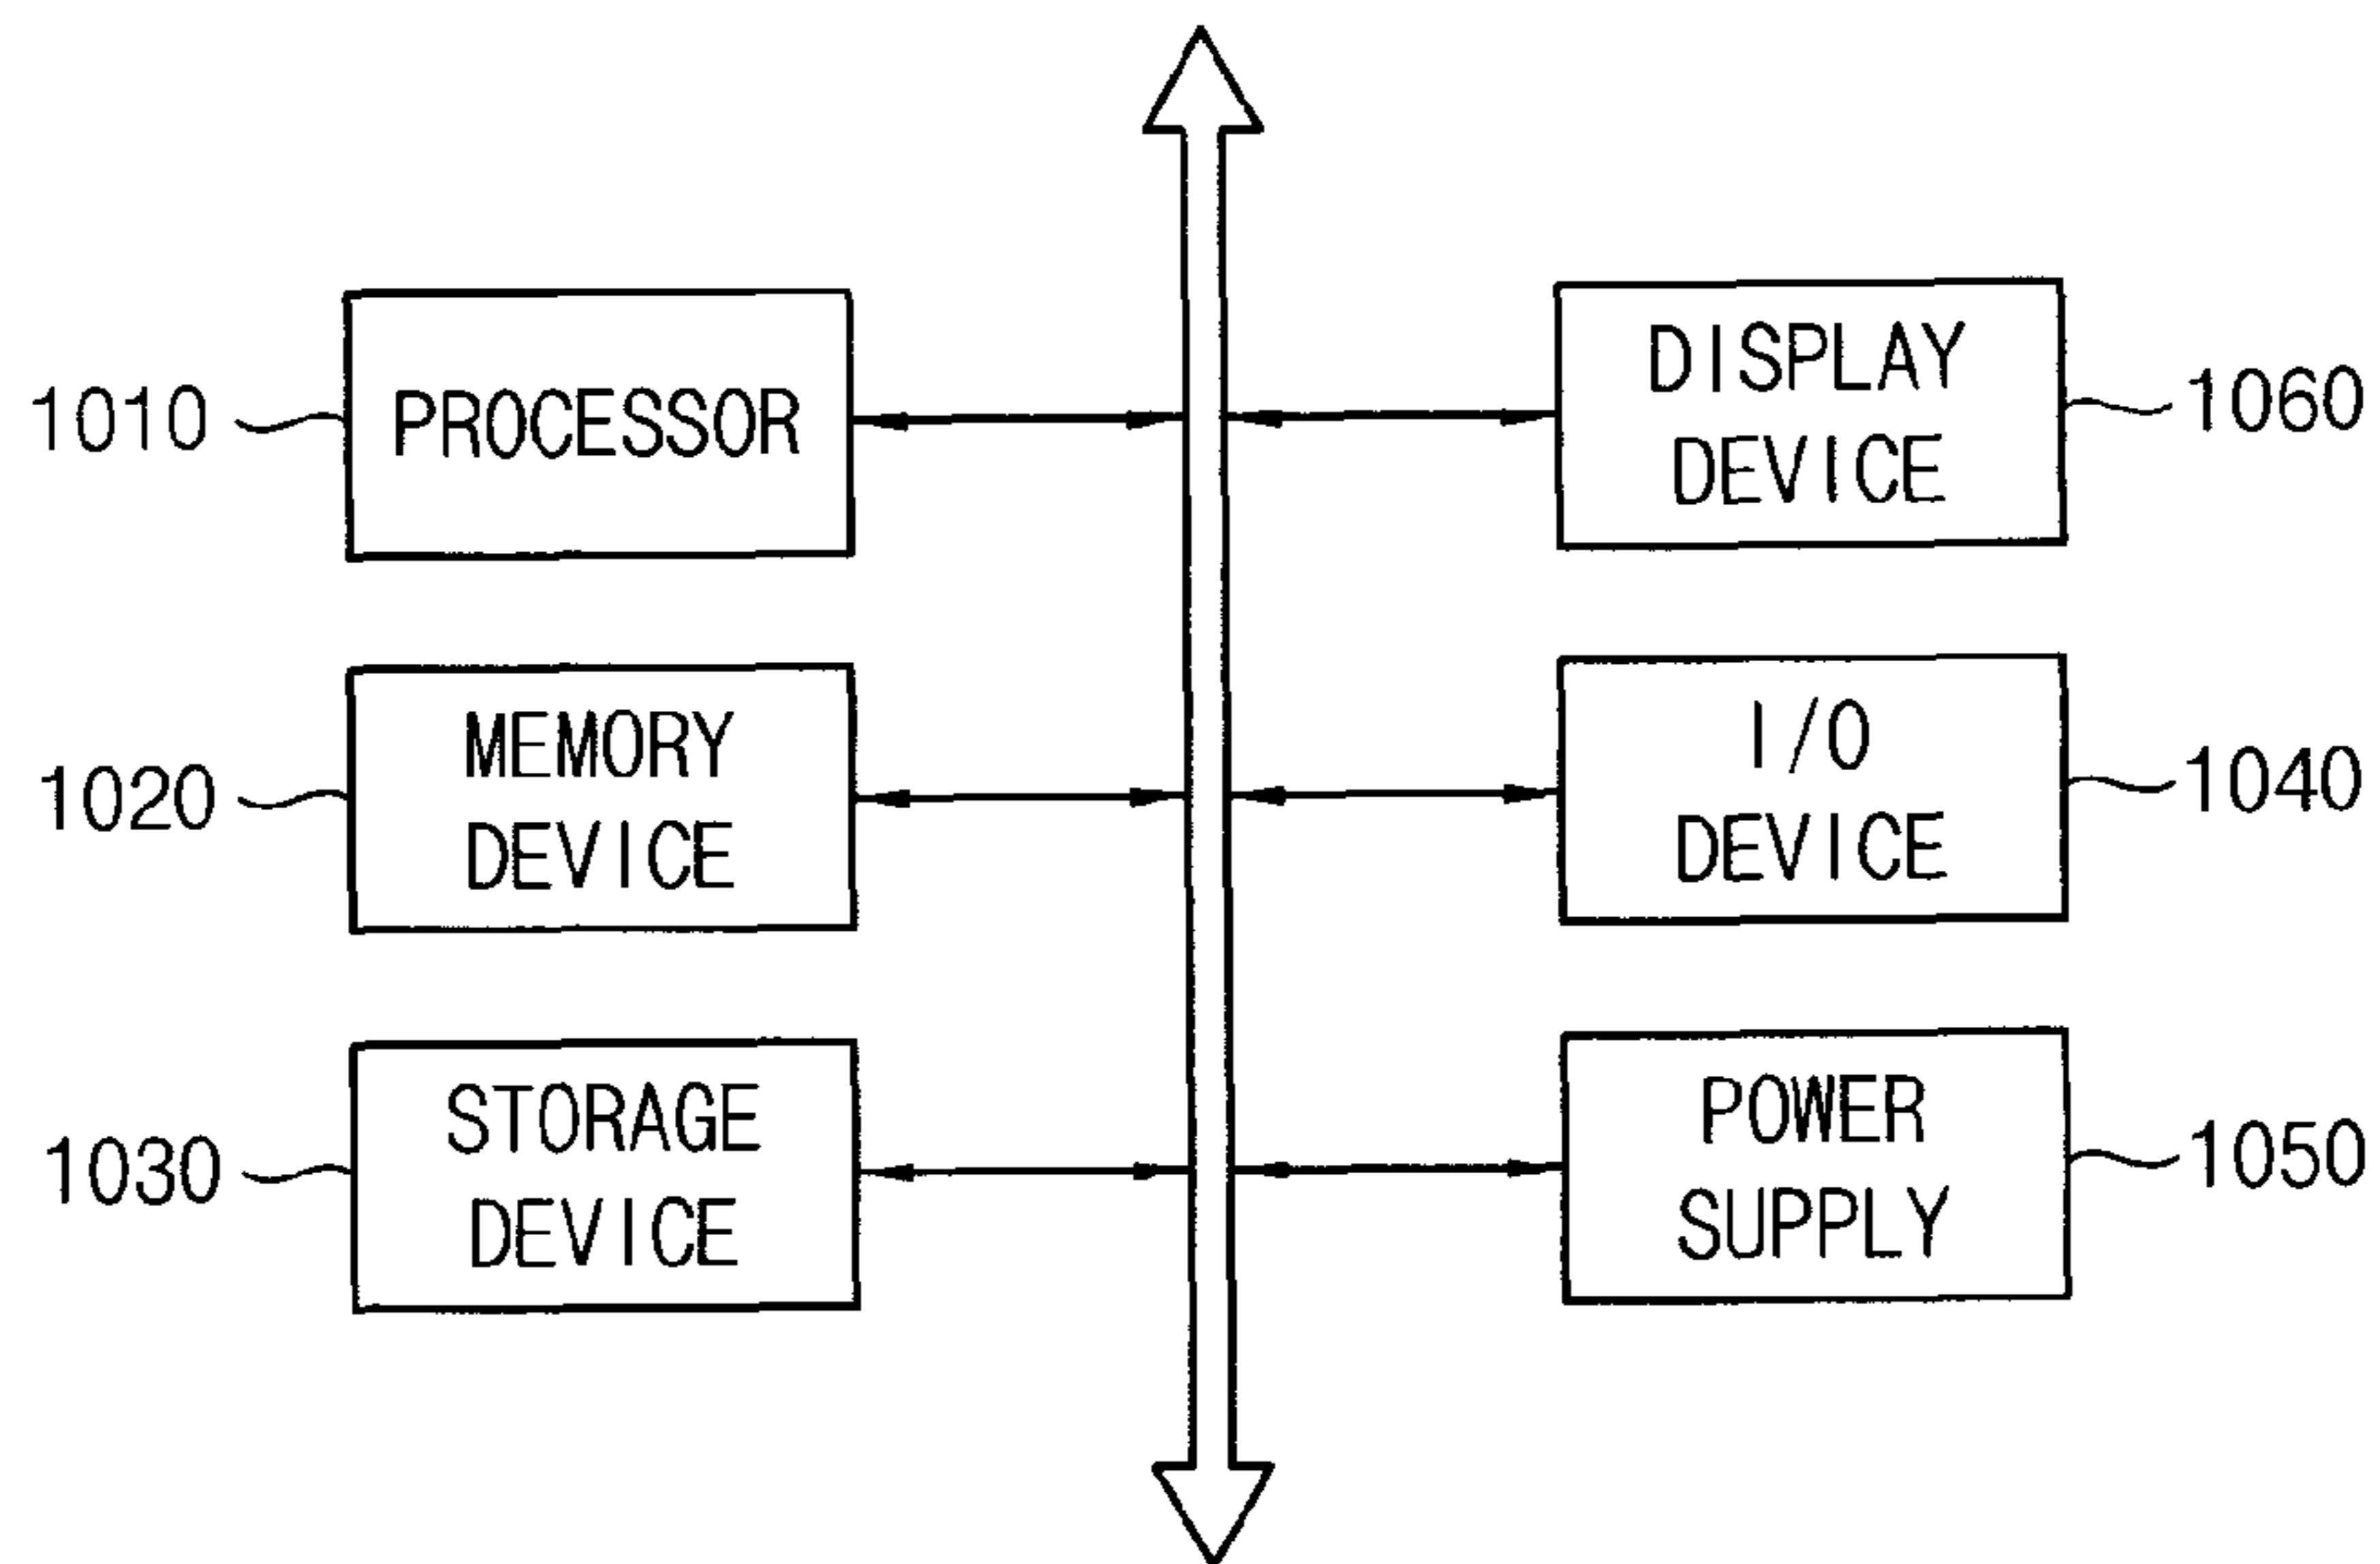 1010
PROCESSOR
DISPLAY
DEVICE
1060
1020
MEMORY
DEVICE
I/O
DEVICE
1040
1030
STORAGE
DEVICE
POWER
SUPPLY
1050